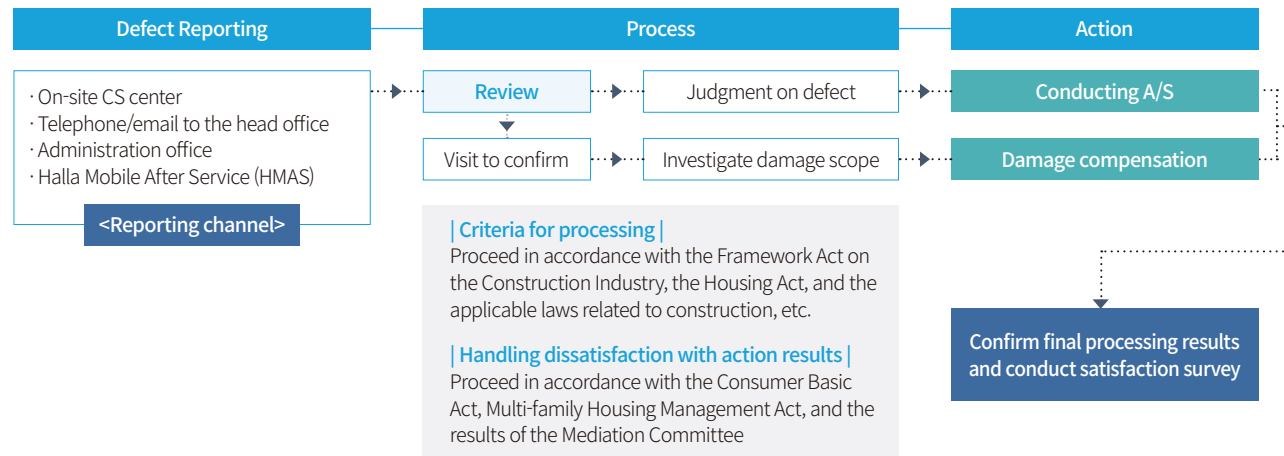 Defect Reporting
Process
Action
· On-site CS center
· Telephone/email to the head office
· Administration office
· Halla Mobile After Service (HMAS)
<Reporting channel>
Review
Judgment on defect
Conducting A/S
Visit to confirm
Investigate damage scope
Damage compensation
| Criteria for processing |
Proceed in accordance with the Framework Act on
the Construction Industry, the Housing Act, and the
applicable laws related to construction, etc.
| Handling dissatisfaction with action results |
Proceed in accordance with the Consumer Basic
Act, Multi-family Housing Management Act, and the
results of the Mediation Committee
Confirm final processing results
and conduct satisfaction survey